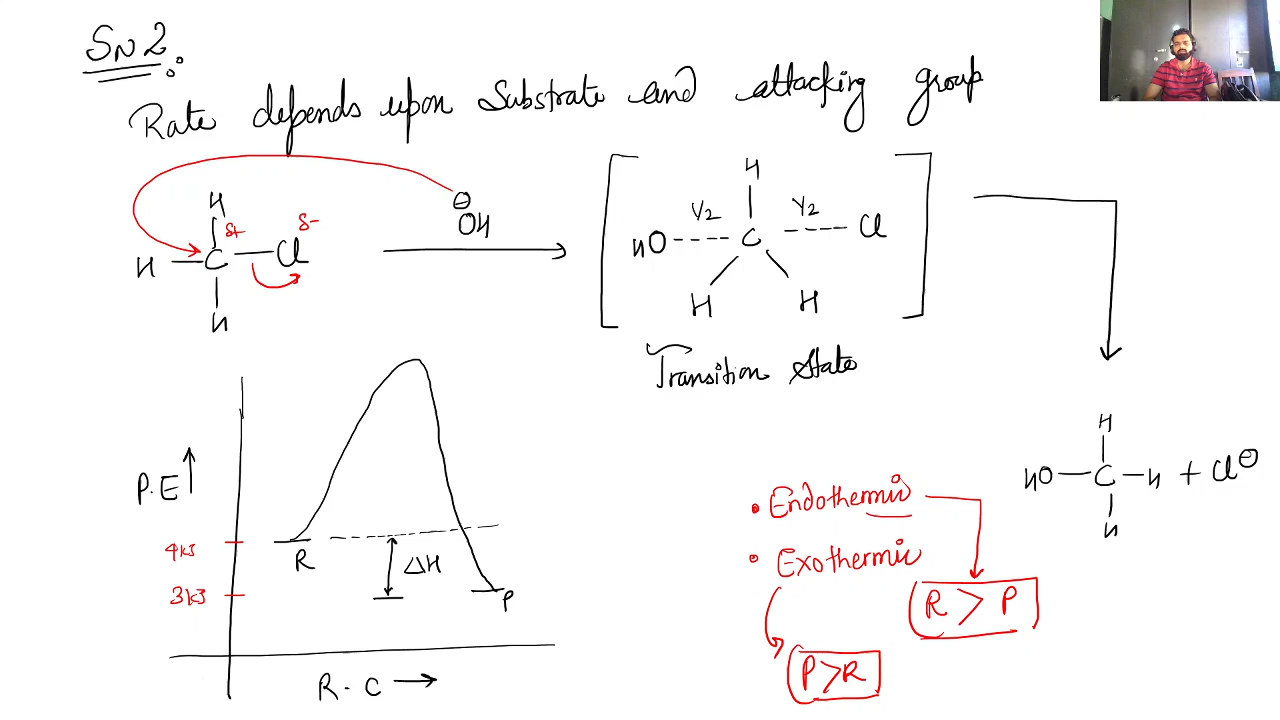 SN2:
Rate depends upon Substrate and attacking group
H
δ+ δ-
H C Cl
H
⊖
OH
H
1/2 1/2
HO C Cl
H H
Transition State
P.E
4kJ
3kJ
R
ΔH
P
R.C
• Endothermic
• Exothermic
R > P
P > R
H
HO C H + Cl⊖
H